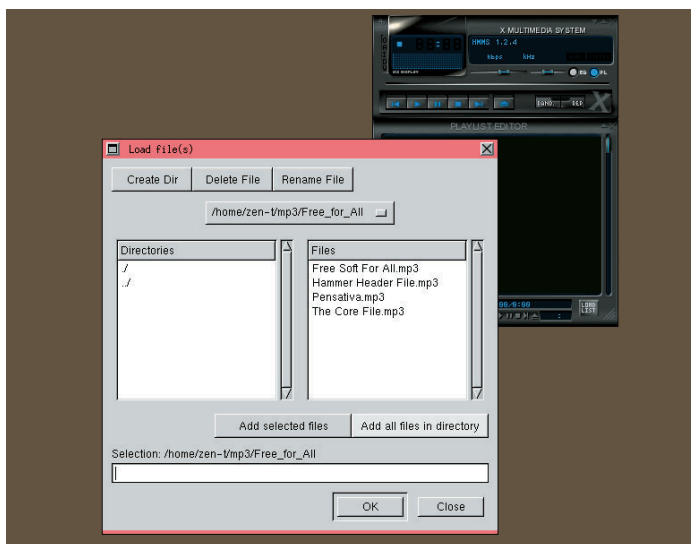 X MULTIMEDIA SYSTEM
XMMS 1.2.4
kbps kHz
EQ PL
PLAYLIST EDITOR
LOAD LIST
Load file(s)
Create Dir Delete File Rename File
/home/zen-t/mp3/Free_for_All
Directories
./
../
Files
Free Soft For All.mp3
Hammer Header File.mp3
Pensativa.mp3
The Core File.mp3
Add selected files Add all files in directory
Selection: /home/zen-t/mp3/Free_for_All
OK Close